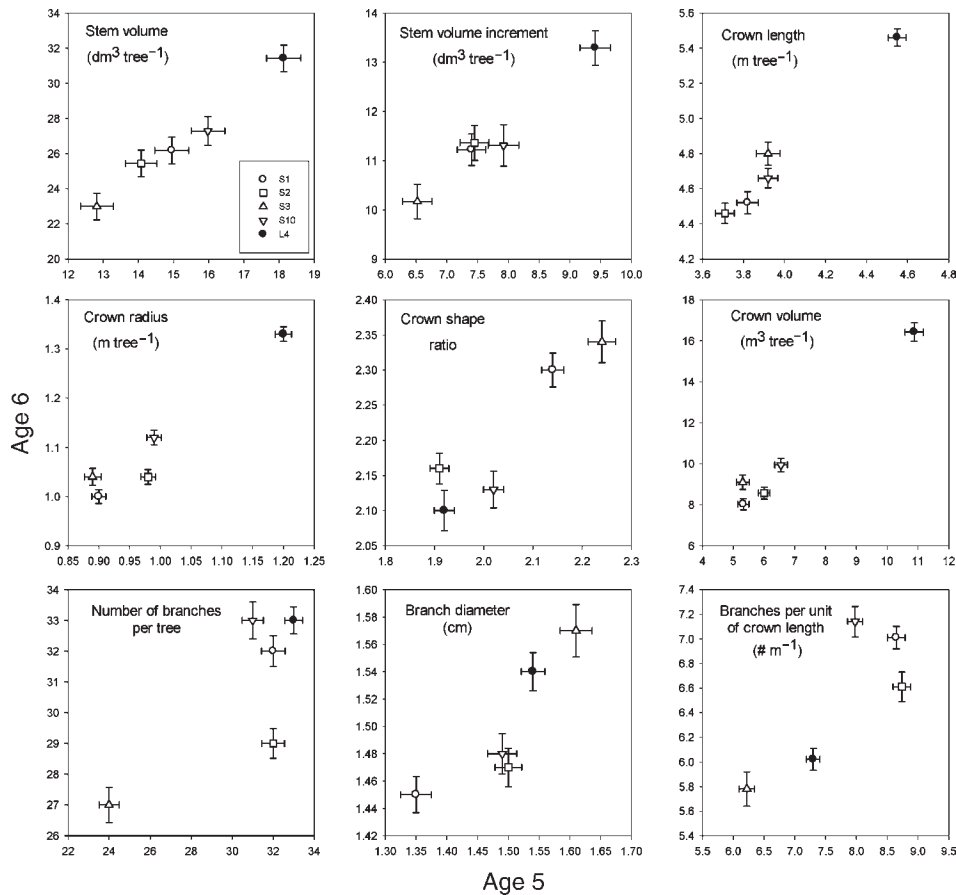 Age 6
Stem volume
(dm³ tree⁻¹)
34
32
30
28
26
24
22
20
12 13 14 15 16 17 18 19
S1
S2
S3
S10
L4
Stem volume increment
(dm³ tree⁻¹)
14
13
12
11
10
9
6.0 6.5 7.0 7.5 8.0 8.5 9.0 9.5 10.0
Crown length
(m tree⁻¹)
5.6
5.4
5.2
5.0
4.8
4.6
4.4
4.2
3.6 3.8 4.0 4.2 4.4 4.6 4.8
Crown radius
(m tree⁻¹)
1.4
1.3
1.2
1.1
1.0
0.9
0.85 0.90 0.95 1.00 1.05 1.10 1.15 1.20 1.25
Crown shape
ratio
2.40
2.35
2.30
2.25
2.20
2.15
2.10
2.05
1.8 1.9 2.0 2.1 2.2 2.3
Crown volume
(m³ tree⁻¹)
18
16
14
12
10
8
6
4 5 6 7 8 9 10 11 12
Number of branches
per tree
34
33
32
31
30
29
28
27
26
22 24 26 28 30 32 34
Branch diameter
(cm)
1.60
1.58
1.56
1.54
1.52
1.50
1.48
1.46
1.44
1.42
1.30 1.35 1.40 1.45 1.50 1.55 1.60 1.65 1.70
Branches per unit
of crown length
(# m⁻¹)
7.4
7.2
7.0
6.8
6.6
6.4
6.2
6.0
5.8
5.6
5.4
5.5 6.0 6.5 7.0 7.5 8.0 8.5 9.0 9.5
Age 5